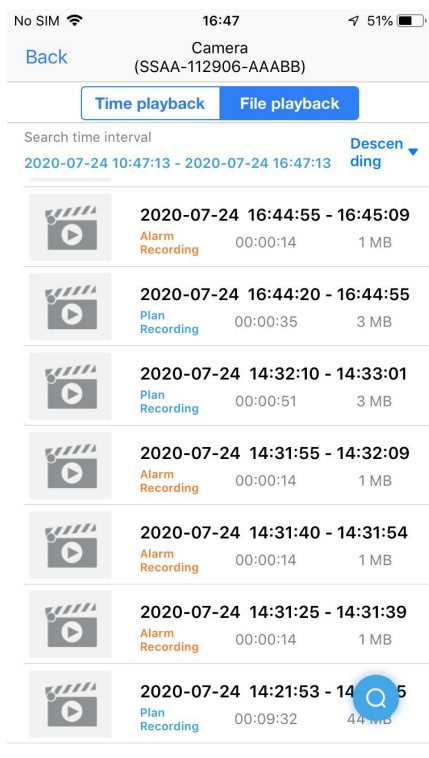 No SIM 16:47 51%
Back Camera
(SSAA-112906-AAABB)
Time playback File playback
Search time interval
2020-07-24 10:47:13 - 2020-07-24 16:47:13
Descen
ding
2020-07-24 16:44:55 - 16:45:09
Alarm
Recording 00:00:14 1 MB
2020-07-24 16:44:20 - 16:44:55
Plan
Recording 00:00:35 3 MB
2020-07-24 14:32:10 - 14:33:01
Plan
Recording 00:00:51 3 MB
2020-07-24 14:31:55 - 14:32:09
Alarm
Recording 00:00:14 1 MB
2020-07-24 14:31:40 - 14:31:54
Alarm
Recording 00:00:14 1 MB
2020-07-24 14:31:25 - 14:31:39
Alarm
Recording 00:00:14 1 MB
2020-07-24 14:21:53 -
Plan
Recording 00:09:32 44 MB